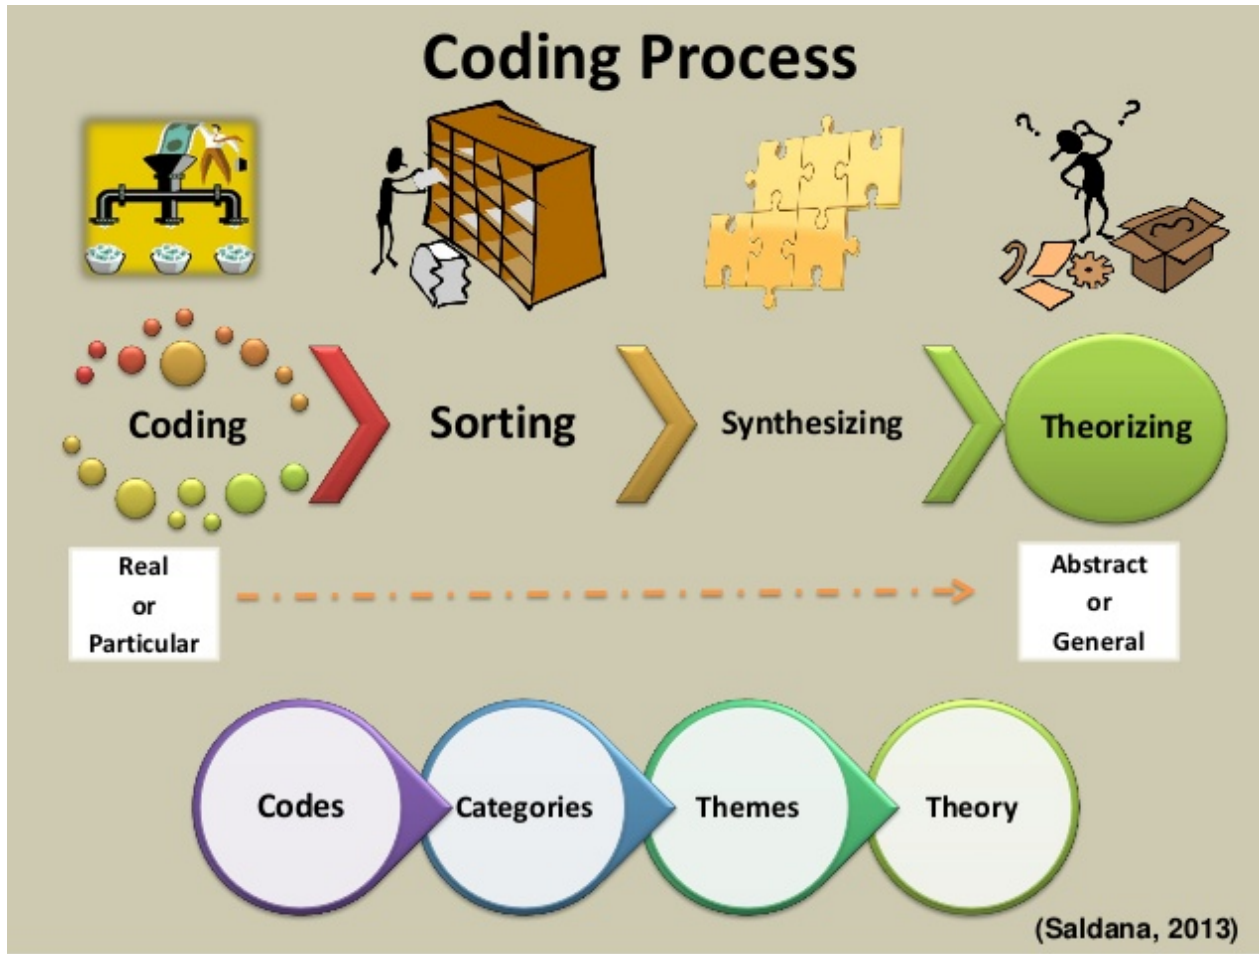 Coding Process
Coding
Sorting
Synthesizing
Theorizing
Real
or
Particular
Abstract
or
General
Codes
Categories
Themes
Theory
(Saldana, 2013)